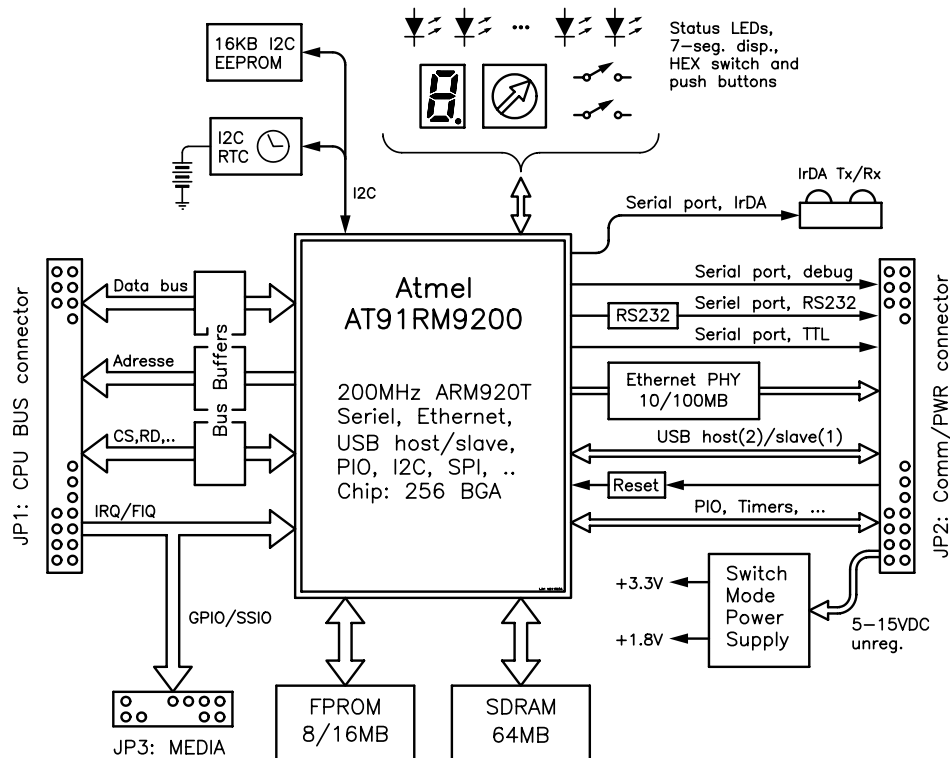 16KB I2C
EEPROM
I2C
RTC
I2C
Status LEDs,
7-seg. disp.,
HEX switch and
push buttons
IrDA Tx/Rx
Serial port, IrDA
JP1: CPU BUS connector
Data bus
Adresse
CS,RD,..
IRQ/FIQ
Bus Buffers
GPIO/SSIO
JP3: MEDIA
Atmel
AT91RM9200
200MHz ARM920T
Seriel, Ethernet,
USB host/slave,
PIO, I2C, SPI, ..
Chip: 256 BGA
Serial port, debug
RS232
Seriel port, RS232
Serial port, TTL
Ethernet PHY
10/100MB
USB host(2)/slave(1)
Reset
PIO, Timers, ...
JP2: Comm/PWR connector
+3.3V
+1.8V
Switch
Mode
Power
Supply
5-15VDC
unreg.
FPROM
8/16MB
SDRAM
64MB